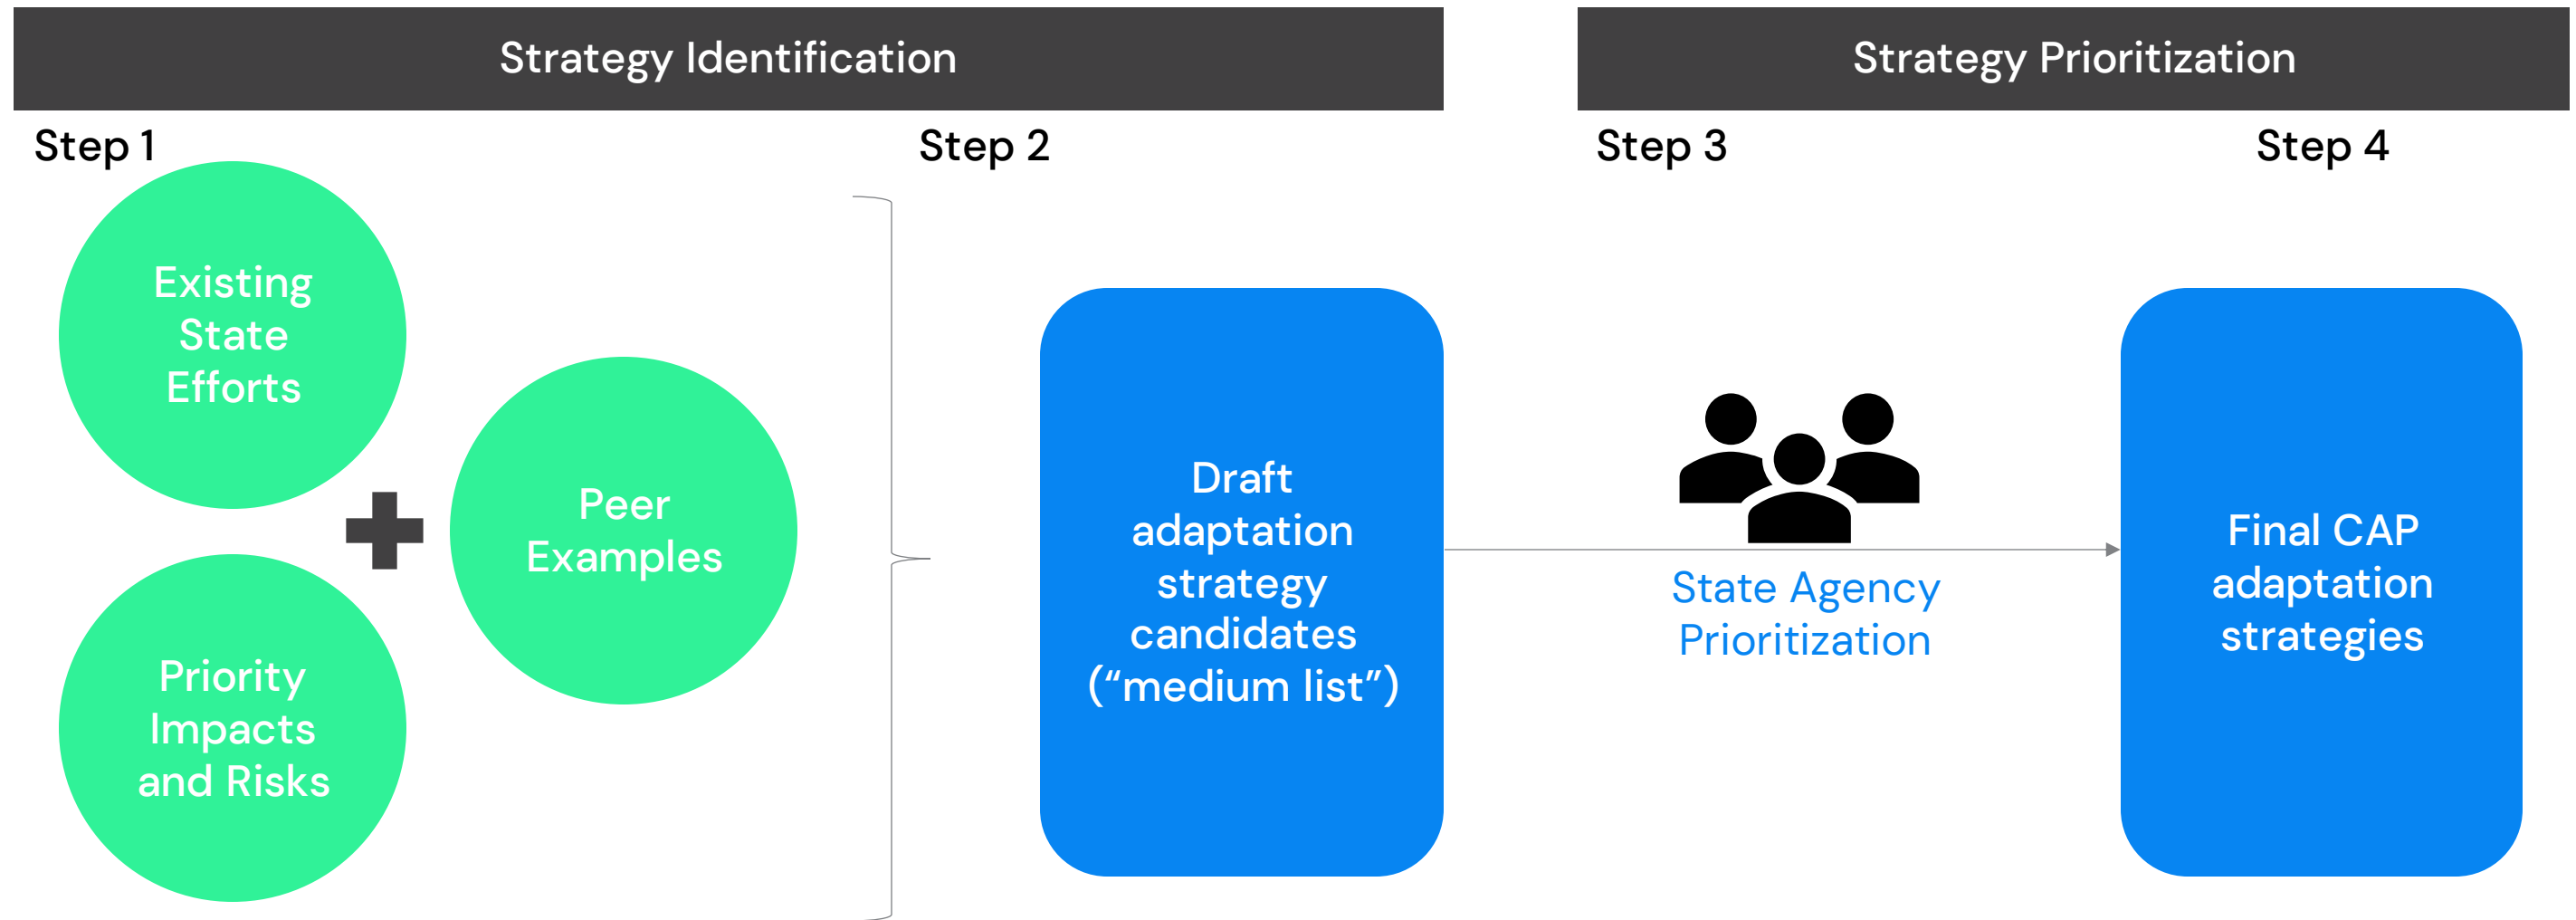 Strategy Identification
Strategy Prioritization
Step 1
Step 2
Step 3
Step 4
Existing
State
Efforts
Priority
Impacts
and Risks
Peer
Examples
Draft
adaptation
strategy
candidates
(“medium list”)
State Agency
Prioritization
Final CAP
adaptation
strategies